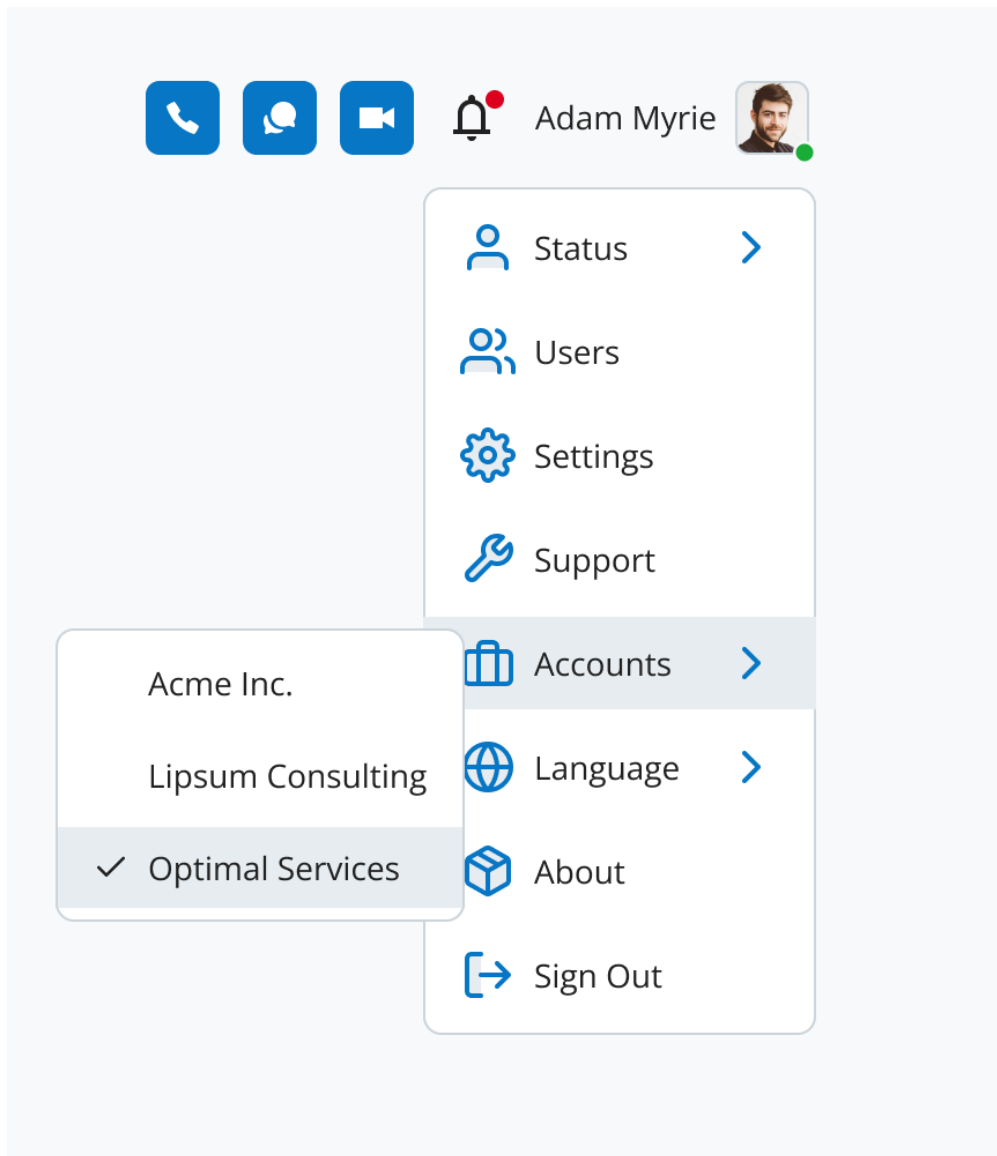 Adam Myrie
Status
Users
Settings
Support
Accounts
Acme Inc.
Lipsum Consulting
Optimal Services
Language
About
Sign Out